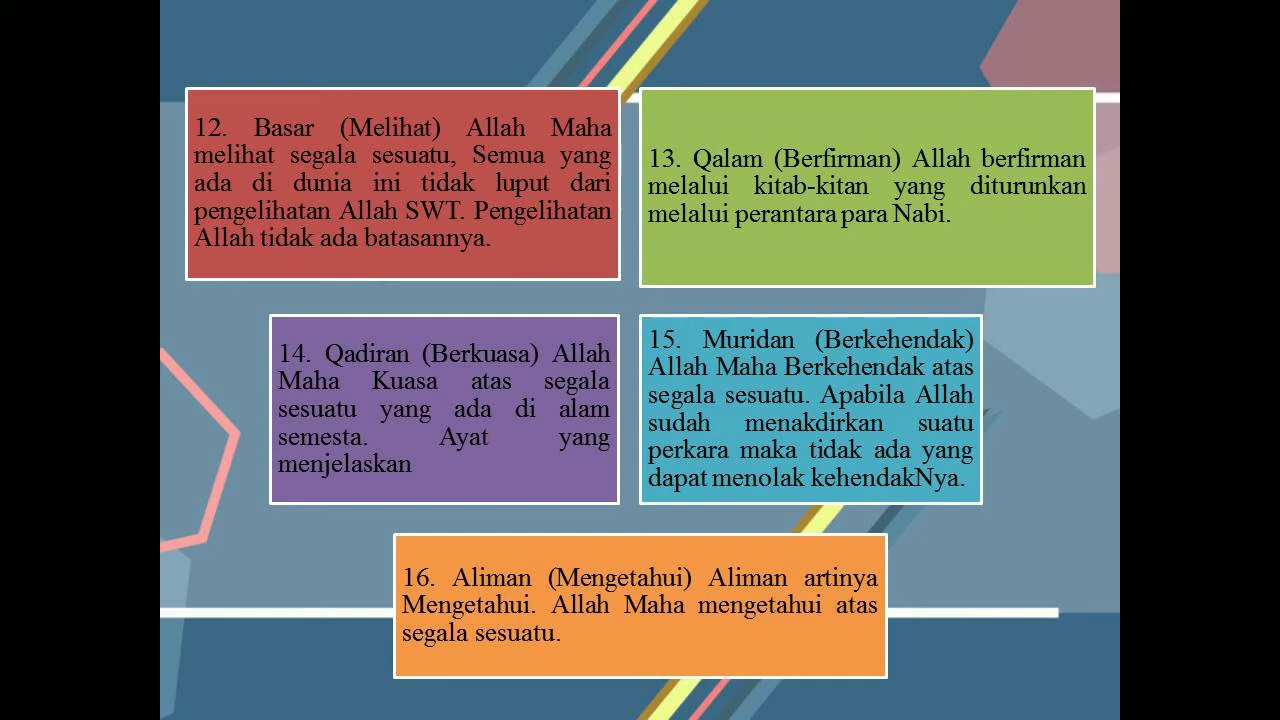 12. Basar (Melihat) Allah Maha
melihat segala sesuatu, Semua yang
ada di dunia ini tidak luput dari
pengelihatan Allah SWT. Pengelihatan
Allah tidak ada batasannya.
13. Qalam (Berfirman) Allah berfirman
melalui kitab-kitan yang diturunkan
melalui perantara para Nabi.
14. Qadiran (Berkuasa) Allah
Maha Kuasa atas segala
sesuatu yang ada di alam
semesta. Ayat yang
menjelaskan
15. Muridan (Berkehendak)
Allah Maha Berkehendak atas
segala sesuatu. Apabila Allah
sudah menakdirkan suatu
perkara maka tidak ada yang
dapat menolak kehendakNya.
16. Aliman (Mengetahui) Aliman artinya
Mengetahui. Allah Maha mengetahui atas
segala sesuatu.